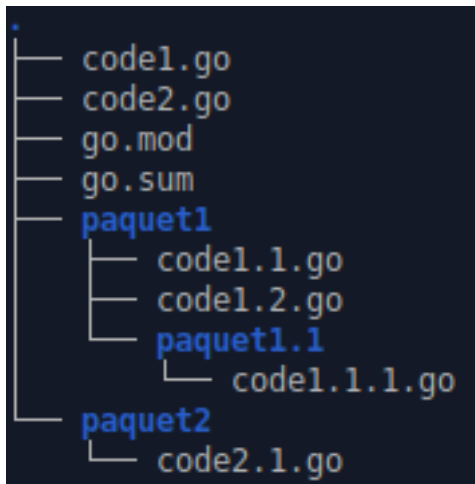 .
├── code1.go
├── code2.go
├── go.mod
├── go.sum
├── paquet1
│   ├── code1.1.go
│   ├── code1.2.go
│   └── paquet1.1
│       └── code1.1.1.go
└── paquet2
    └── code2.1.go